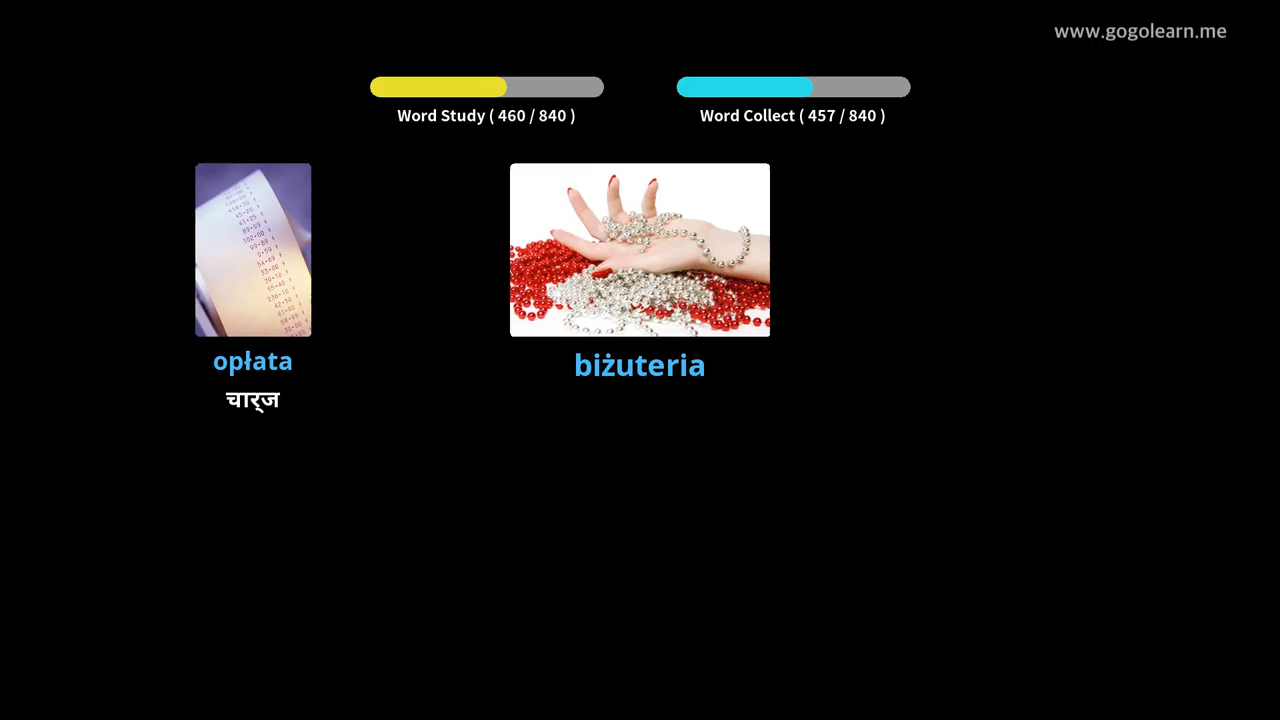 www.gogolearn.me
Word Study ( 460 / 840 )
Word Collect ( 457 / 840 )
opłata
चार्‌ज
biżuteria